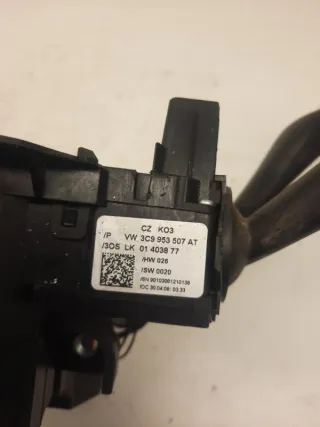 CZ KO3
/P VW 3C9 953 507 AT
/3OS LK 01 4038 77
/HW 026
/SW 0020